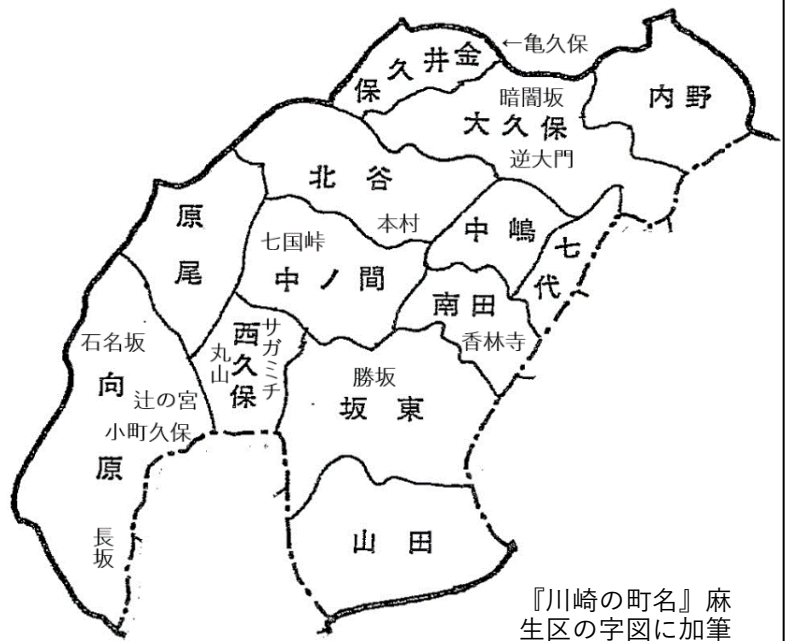 ←亀久保
金井久保
暗闇坂
大久保
逆大門
内野
北谷
本村
原尾
七国峠
中ノ間
中嶋
七代
南田
香林寺
石名坂
向原
辻の宮
小町久保
長坂
丸山
西久保
サガミチ
勝坂
坂東
山田
『川崎の町名』麻
生区の字図に加筆